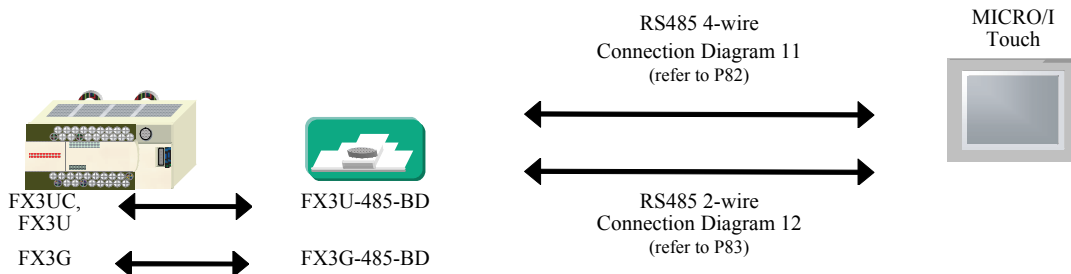 RS485 4-wire
Connection Diagram 11
(refer to P82)
MICRO/I
Touch
FX3UC,
FX3U
FX3U-485-BD
RS485 2-wire
Connection Diagram 12
(refer to P83)
FX3G
FX3G-485-BD